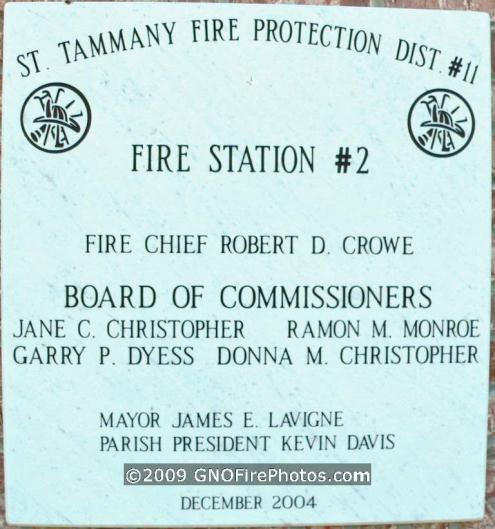 ST. TAMMANY FIRE PROTECTION DIST. #11
FIRE STATION #2
FIRE CHIEF ROBERT D. CROWE
BOARD OF COMMISSIONERS
JANE C. CHRISTOPHER RAMON M. MONROE
GARRY P. DYESS DONNA M. CHRISTOPHER
MAYOR JAMES E. LAVIGNE
PARISH PRESIDENT KEVIN DAVIS
©2009 GNOFirePhotos.com
DECEMBER 2004